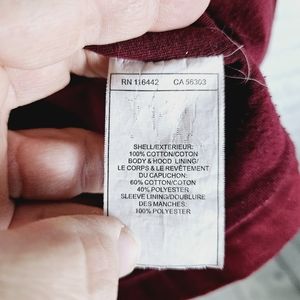 RN 116442 CA 56303
SHELL/EXTERIEUR:
100% COTTON/COTON
BODY & HOOD LINING/
LE CORPS & LE REVÊTEMENT
DU CAPUCHON:
60% COTTON/COTON
40% POLYESTER
SLEEVE LINING/DOUBLURE
DES MANCHES:
100% POLYESTER